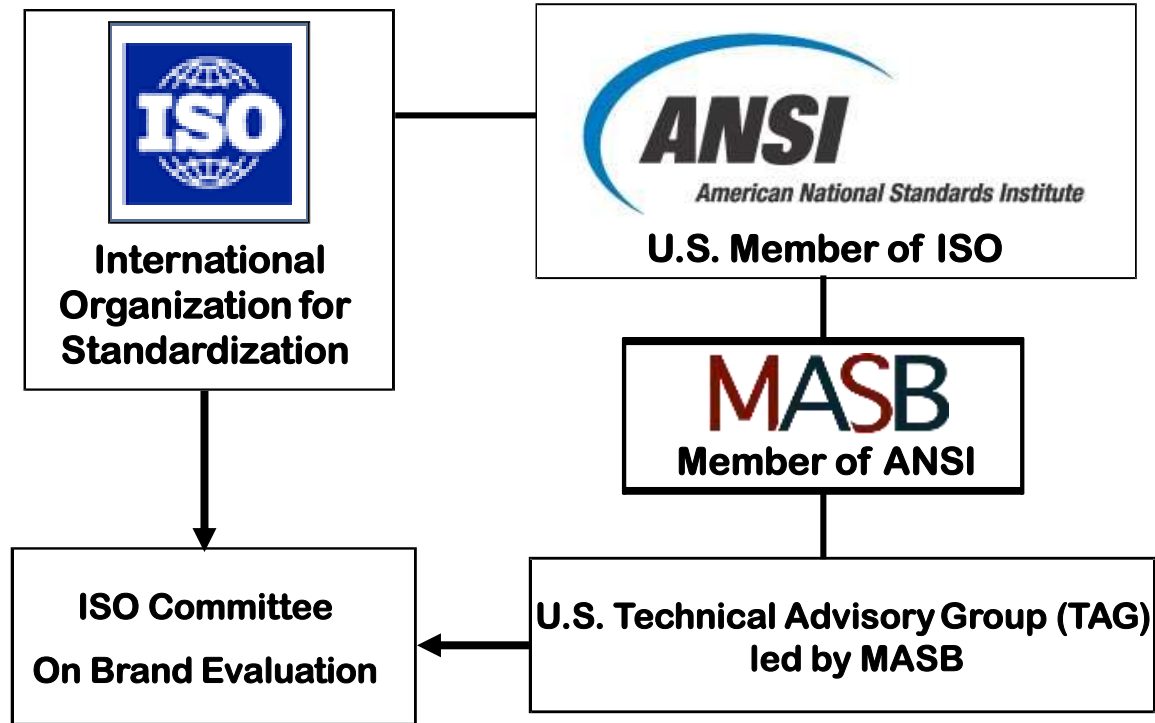 ISO
International
Organization for
Standardization
ANSI
American National Standards Institute
U.S. Member of ISO
MASB
Member of ANSI
ISO Committee
On Brand Evaluation
U.S. Technical Advisory Group (TAG)
led by MASB